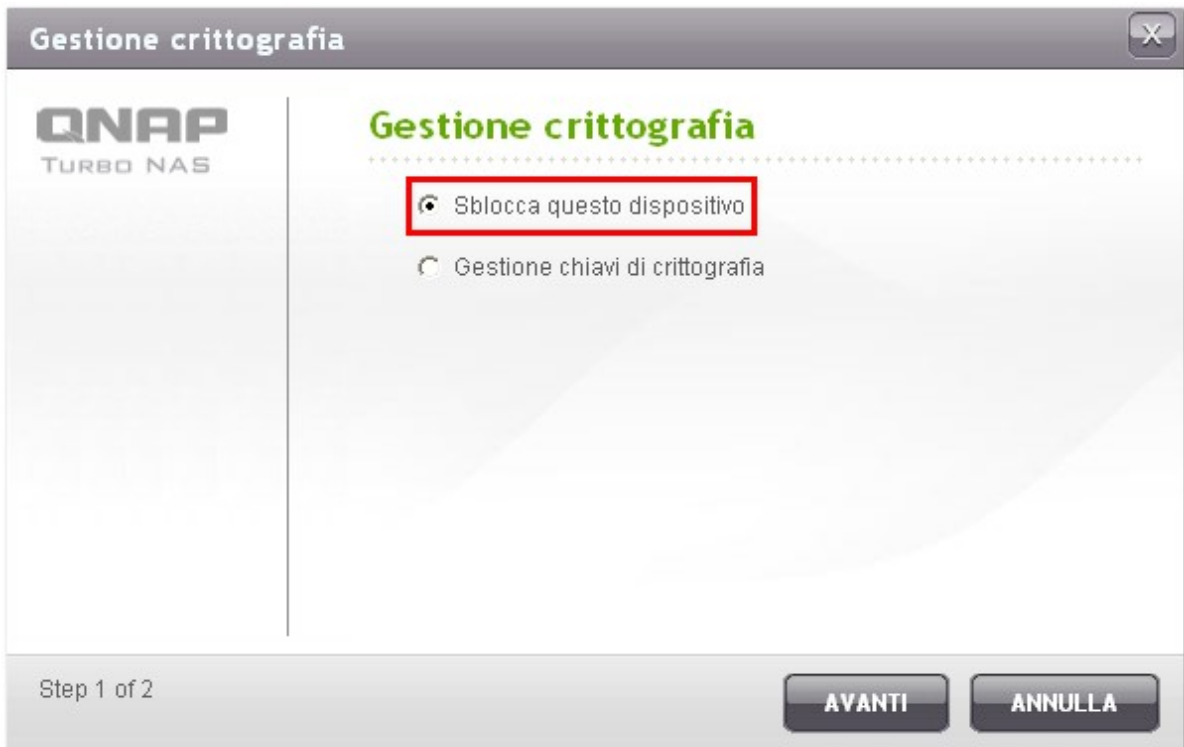 Gestione crittografia
X
QNAP
TURBO NAS
Gestione crittografia
Sblocca questo dispositivo
Gestione chiavi di crittografia
Step 1 of 2
AVANTI
ANNULLA